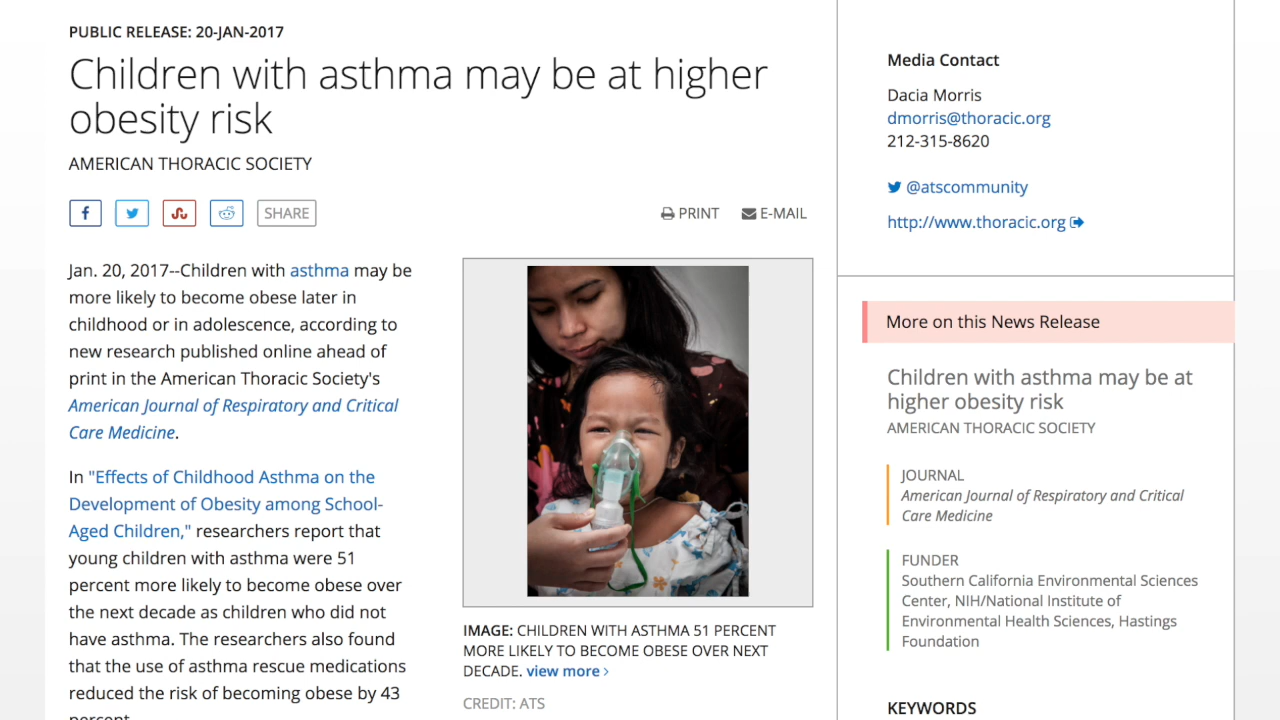 PUBLIC RELEASE: 20-JAN-2017
Children with asthma may be at higher
obesity risk
AMERICAN THORACIC SOCIETY
SHARE
PRINT
E-MAIL
Jan. 20, 2017--Children with asthma may be
more likely to become obese later in
childhood or in adolescence, according to
new research published online ahead of
print in the American Thoracic Society's
American Journal of Respiratory and Critical
Care Medicine.
In "Effects of Childhood Asthma on the
Development of Obesity among School-
Aged Children," researchers report that
young children with asthma were 51
percent more likely to become obese over
the next decade as children who did not
have asthma. The researchers also found
that the use of asthma rescue medications
reduced the risk of becoming obese by 43
percent.
IMAGE: CHILDREN WITH ASTHMA 51 PERCENT
MORE LIKELY TO BECOME OBESE OVER NEXT
DECADE. view more >
CREDIT: ATS
Media Contact
Dacia Morris
dmorris@thoracic.org
212-315-8620
@atscommunity
http://www.thoracic.org
More on this News Release
Children with asthma may be at
higher obesity risk
AMERICAN THORACIC SOCIETY
JOURNAL
American Journal of Respiratory and Critical
Care Medicine
FUNDER
Southern California Environmental Sciences
Center, NIH/National Institute of
Environmental Health Sciences, Hastings
Foundation
KEYWORDS